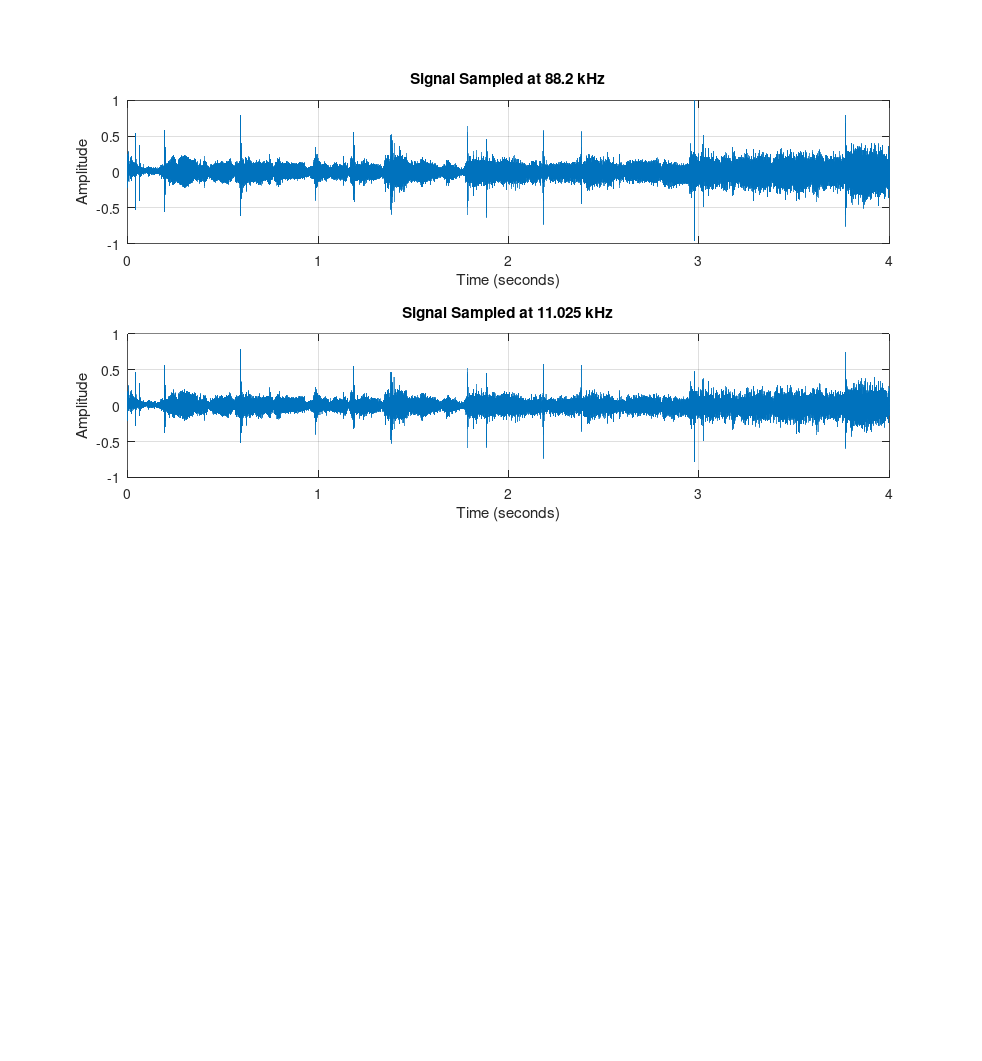 Signal Sampled at 88.2 kHz
1
0.5
0
-0.5
-1
Amplitude
0 1 2 3 4
Time (seconds)
Signal Sampled at 11.025 kHz
1
0.5
0
-0.5
-1
Amplitude
0 1 2 3 4
Time (seconds)